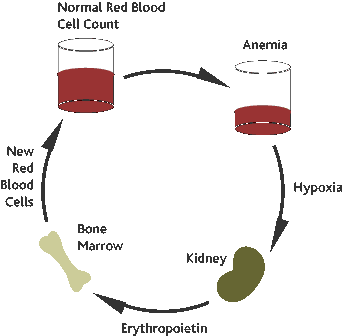 Normal Red Blood
Cell Count
Anemia
Hypoxia
Kidney
Erythropoietin
Bone
Marrow
New
Red
Blood
Cells